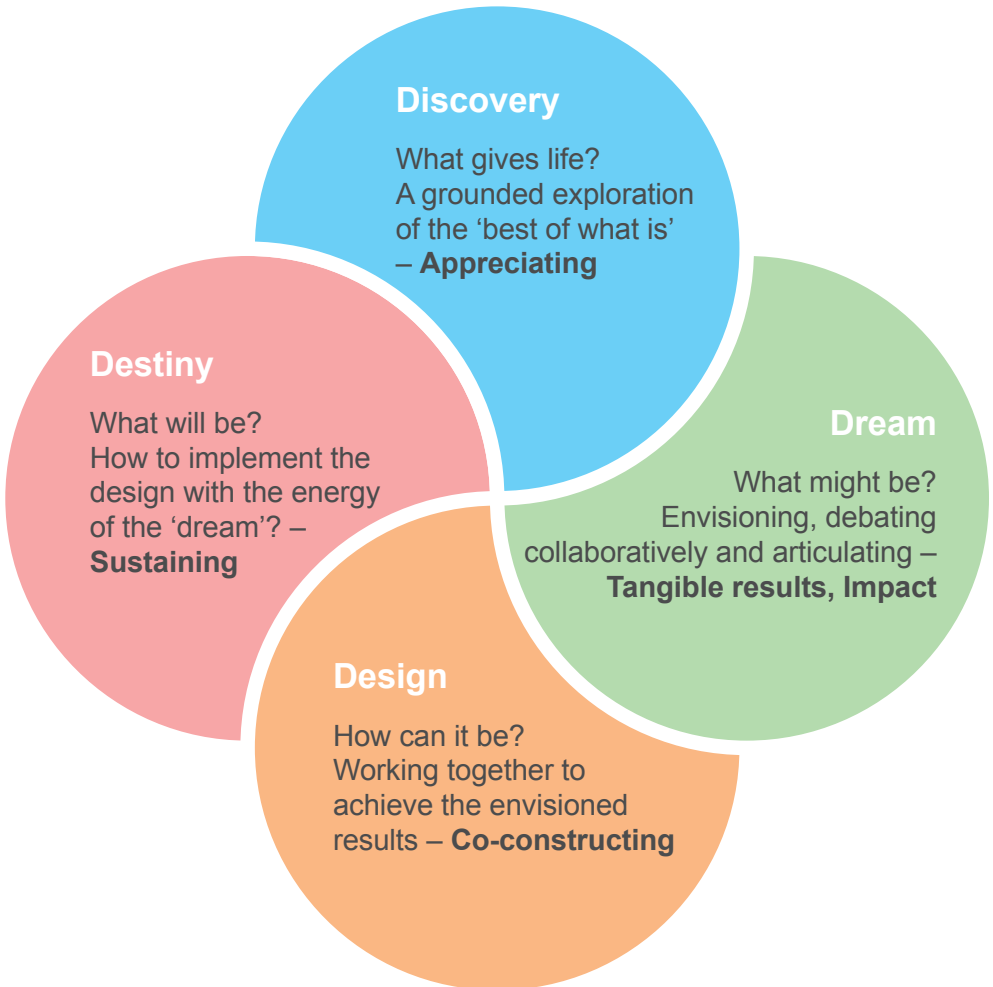 Discovery
What gives life?
A grounded exploration
of the ‘best of what is’
– Appreciating
Dream
What might be?
Envisioning, debating
collaboratively and articulating –
Tangible results, Impact
Design
How can it be?
Working together to
achieve the envisioned
results – Co-constructing
Destiny
What will be?
How to implement the
design with the energy
of the ‘dream’? –
Sustaining